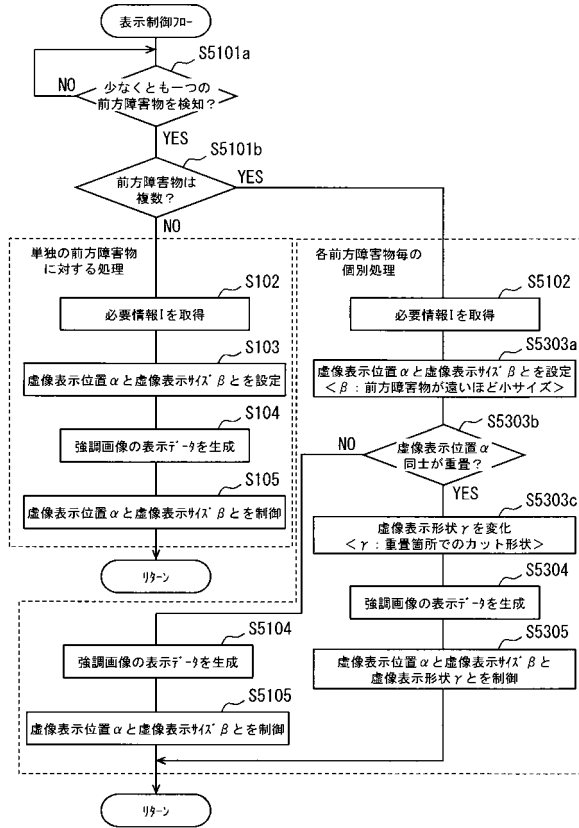 表示制御フロー
S5101a
少なくとも一つの
前方障害物を検知?
NO
YES
S5101b
前方障害物は
複数?
YES
NO
単独の前方障害物
に対する処理
S102
必要情報Iを取得
S103
虚像表示位置αと虚像表示サイズβとを設定
S104
強調画像の表示データを生成
S105
虚像表示位置αと虚像表示サイズβとを制御
リターン
各前方障害物毎の
個別処理
S5102
必要情報Iを取得
S5303a
虚像表示位置αと虚像表示サイズβとを設定
<β:前方障害物が遠いほど小サイズ>
S5303b
虚像表示位置α
同士が重畳?
NO
YES
S5303c
虚像表示形状γを変化
<γ:重畳箇所でのカット形状>
S5304
強調画像の表示データを生成
S5305
虚像表示位置αと虚像表示サイズβと
虚像表示形状γとを制御
S5104
強調画像の表示データを生成
S5105
虚像表示位置αと虚像表示サイズβとを制御
リターン